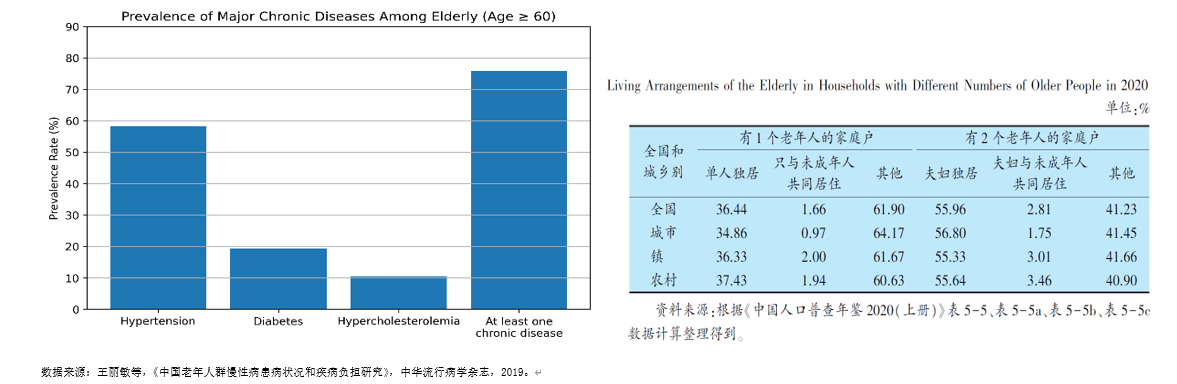 Prevalence of Major Chronic Diseases Among Elderly (Age ≥ 60)
90
80
70
60
50
40
30
20
10
0
Prevalence Rate (%)
Hypertension
Diabetes
Hypercholesterolemia
At least one
chronic disease
数据来源：王丽敏等，《中国老年人群慢性病患病状况和疾病负担研究》，中华流行病学杂志，2019。
Living Arrangements of the Elderly in Households with Different Numbers of Older People in 2020
单位:%
全国和
城乡别
有1个老年人的家庭户 有2个老年人的家庭户
单人独居 只与未成年人
共同居住 其他 夫妇独居 夫妇与未成年人
共同居住 其他
全国 36.44 1.66 61.90 55.96 2.81 41.23
城市 34.86 0.97 64.17 56.80 1.75 41.45
镇 36.33 2.00 61.67 55.33 3.01 41.66
农村 37.43 1.94 60.63 55.64 3.46 40.90
资料来源:根据《中国人口普查年鉴2020(上册)》表5-5、表5-5a、表5-5b、表5-5c
数据计算整理得到。